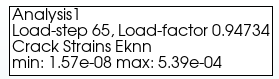 Analysis1
Load-step 65, Load-factor 0.94734
Crack Strains Eknn
min: 1.57e-08 max: 5.39e-04